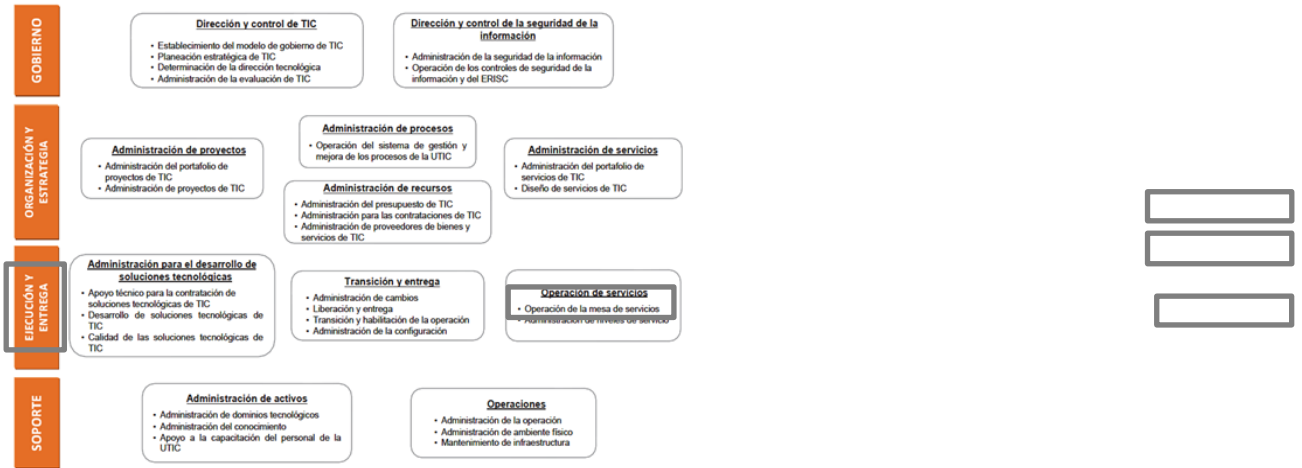 GOBIERNO
Dirección y control de TIC
• Establecimiento del modelo de gobierno de TIC
• Planeación estratégica de TIC
• Determinación de la dirección tecnológica
• Administración de la evaluación de TIC
Dirección y control de la seguridad de la
información
• Administración de la seguridad de la información
• Operación de los controles de seguridad de la
información y del ERISC
ORGANIZACIÓN Y
ESTRATEGIA
Administración de proyectos
• Administración del portafolio de
proyectos de TIC
• Administración de proyectos de TIC
Administración de procesos
• Operación del sistema de gestión y
mejora de los procesos de la UTIC
Administración de recursos
• Administración del presupuesto de TIC
• Administración para las contrataciones de TIC
• Administración de proveedores de bienes y
servicios de TIC
Administración de servicios
• Administración del portafolio de
servicios de TIC
• Diseño de servicios de TIC
EJECUCIÓN Y
ENTREGA
Administración para el desarrollo de
soluciones tecnológicas
• Apoyo técnico para la contratación de
soluciones tecnológicas de TIC
• Desarrollo de soluciones tecnológicas de
TIC
• Calidad de las soluciones tecnológicas de
TIC
Transición y entrega
• Administración de cambios
• Liberación y entrega
• Transición y habilitación de la operación
• Administración de la configuración
Operación de servicios
• Operación de la mesa de servicios
• Administración de niveles de servicio
SOPORTE
Administración de activos
• Administración de dominios tecnológicos
• Administración del conocimiento
• Apoyo a la capacitación del personal de la
UTIC
Operaciones
• Administración de la operación
• Administración de ambiente físico
• Mantenimiento de infraestructura